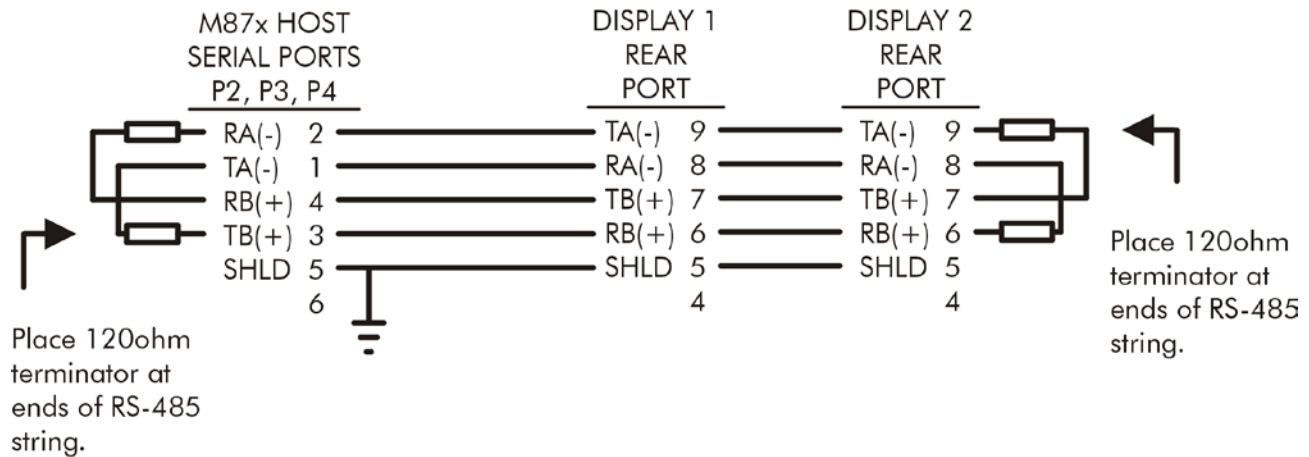 M87x HOST
SERIAL PORTS
P2, P3, P4
DISPLAY 1
REAR
PORT
DISPLAY 2
REAR
PORT
RA(-) 2
TA(-) 9
TA(-) 9
TA(-) 1
RA(-) 8
RA(-) 8
RB(+) 4
TB(+) 7
TB(+) 7
TB(+) 3
RB(+) 6
RB(+) 6
SHLD 5
SHLD 5
SHLD 5
6
4
4
Place 120ohm
terminator at
ends of RS-485
string.
Place 120ohm
terminator at
ends of RS-485
string.